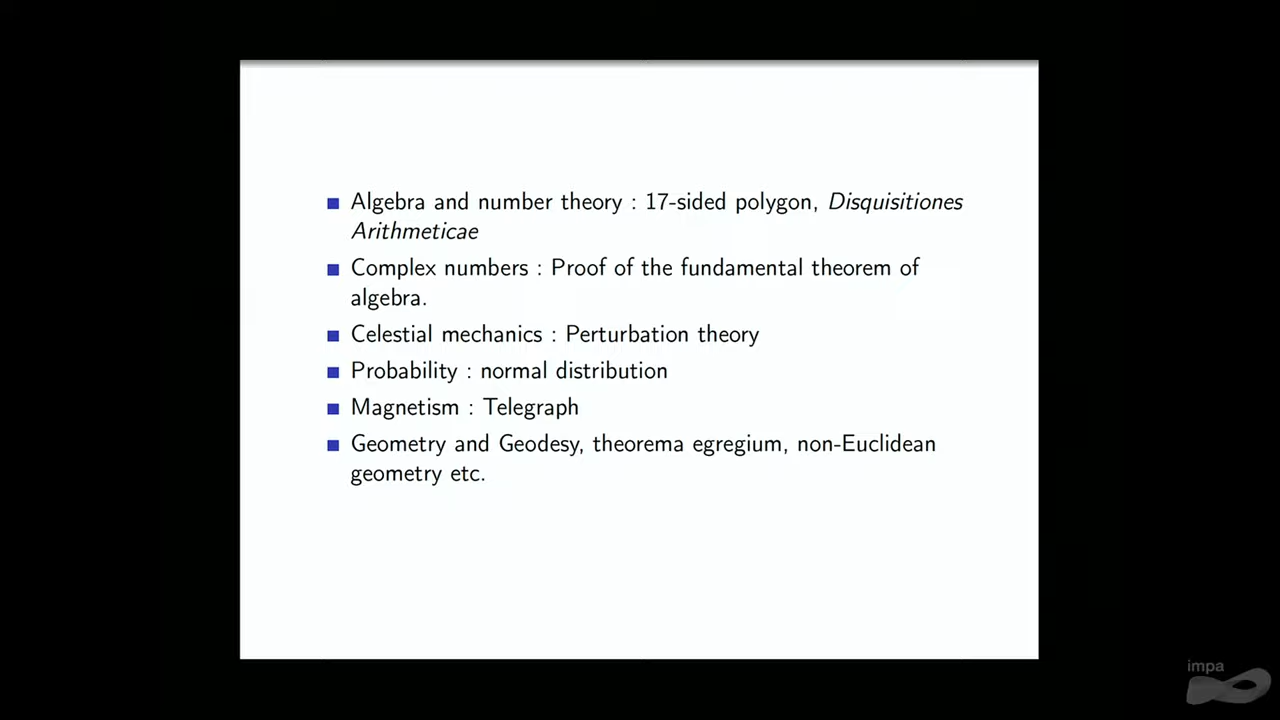 Algebra and number theory : 17-sided polygon, Disquisitiones
Arithmeticae
Complex numbers : Proof of the fundamental theorem of
algebra.
Celestial mechanics : Perturbation theory
Probability : normal distribution
Magnetism : Telegraph
Geometry and Geodesy, theorema egregium, non-Euclidean
geometry etc.
impa